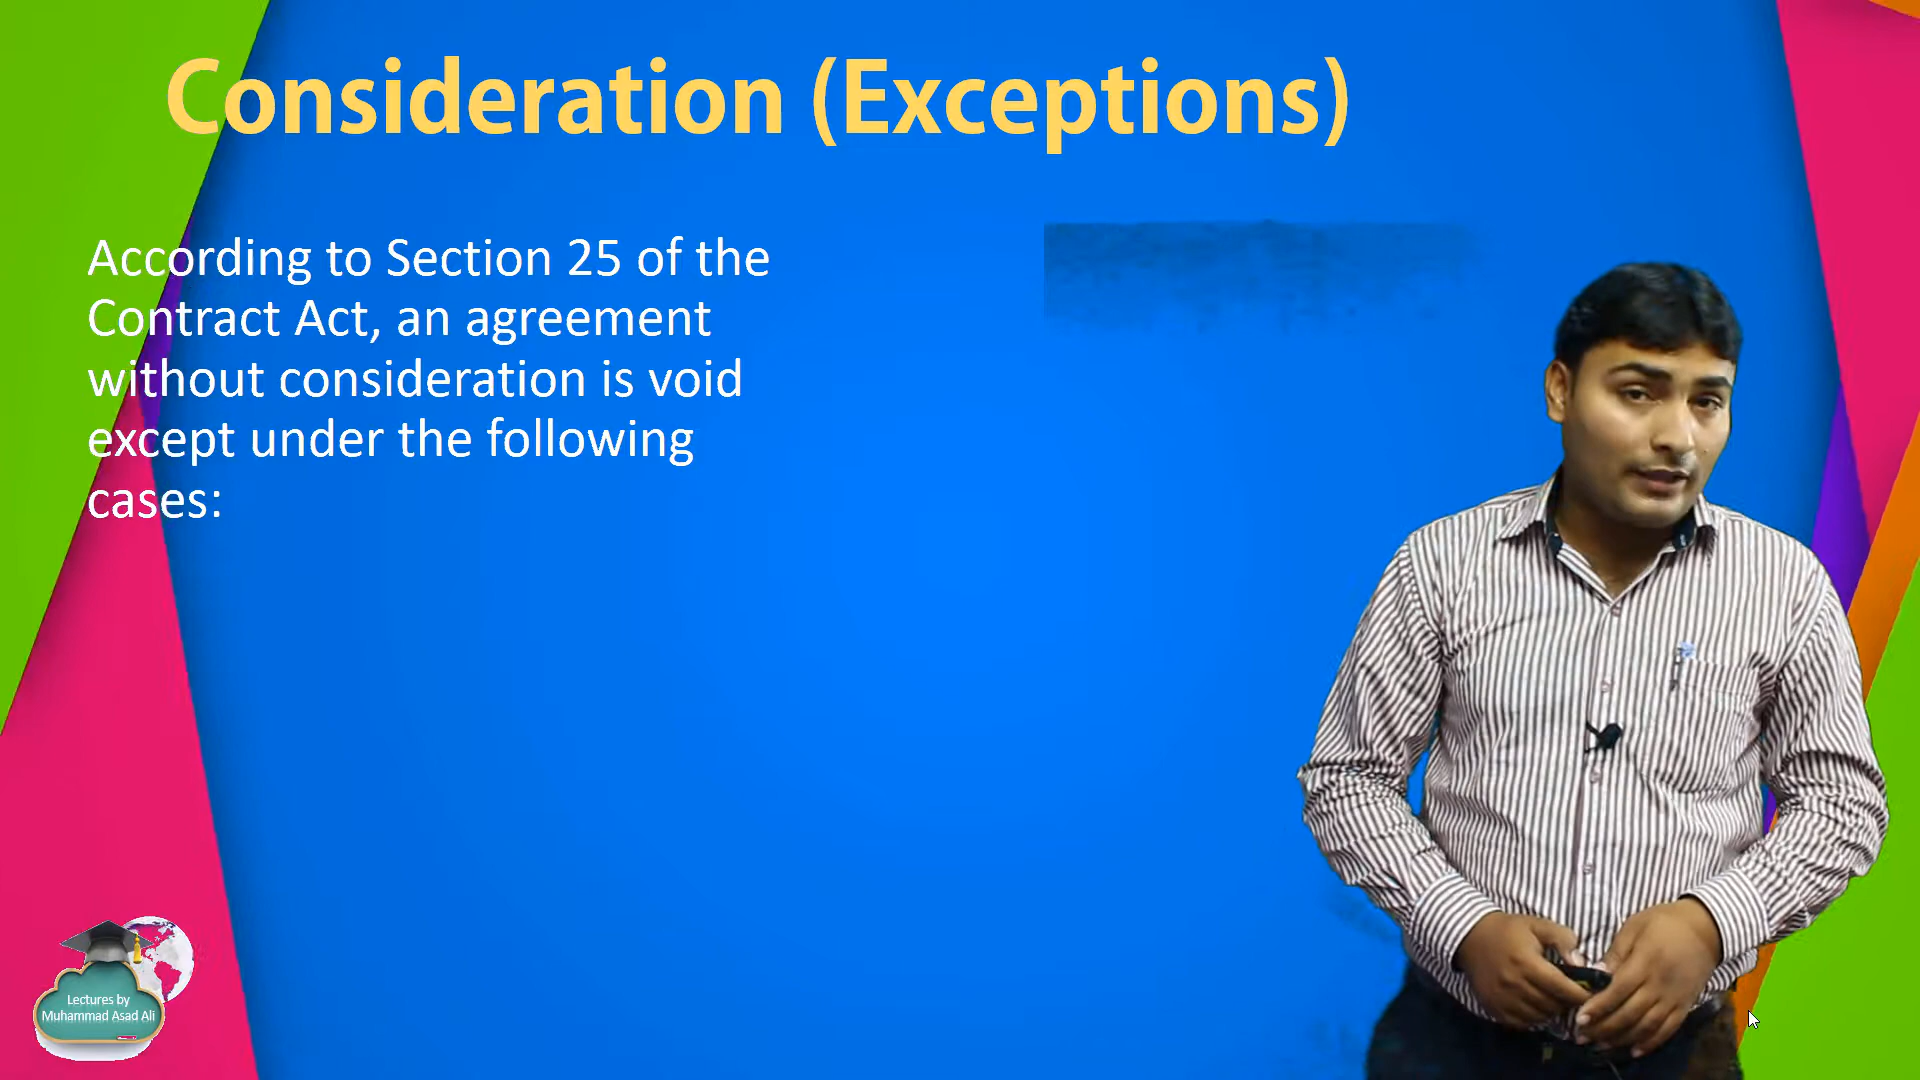 Consideration (Exceptions)
According to Section 25 of the
Contract Act, an agreement
without consideration is void
except under the following
cases:
Lectures by
Muhammad Asad Ali